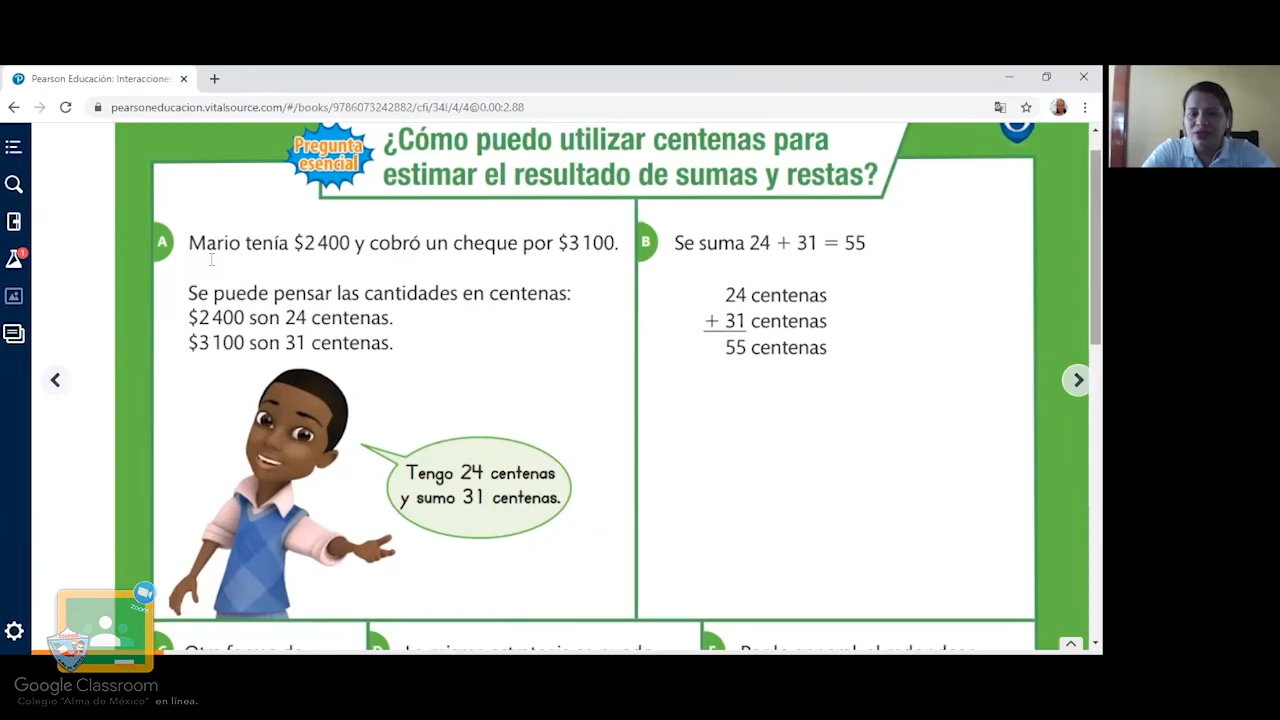 Pearson Educación: Interacciones
pearsoneducacion.vitalsource.com/#/books/9786073242882/cfi/34!/4/4@0.00:2.88
Pregunta
esencial
¿Cómo puedo utilizar centenas para
estimar el resultado de sumas y restas?
A
Mario tenía $2 400 y cobró un cheque por $3 100.
Se puede pensar las cantidades en centenas:
$2 400 son 24 centenas.
$3 100 son 31 centenas.
Tengo 24 centenas
y sumo 31 centenas.
B
Se suma 24 + 31 = 55
24 centenas
+ 31 centenas
55 centenas
1
zoom
Google Classroom
Colegio "Alma de México" en línea.